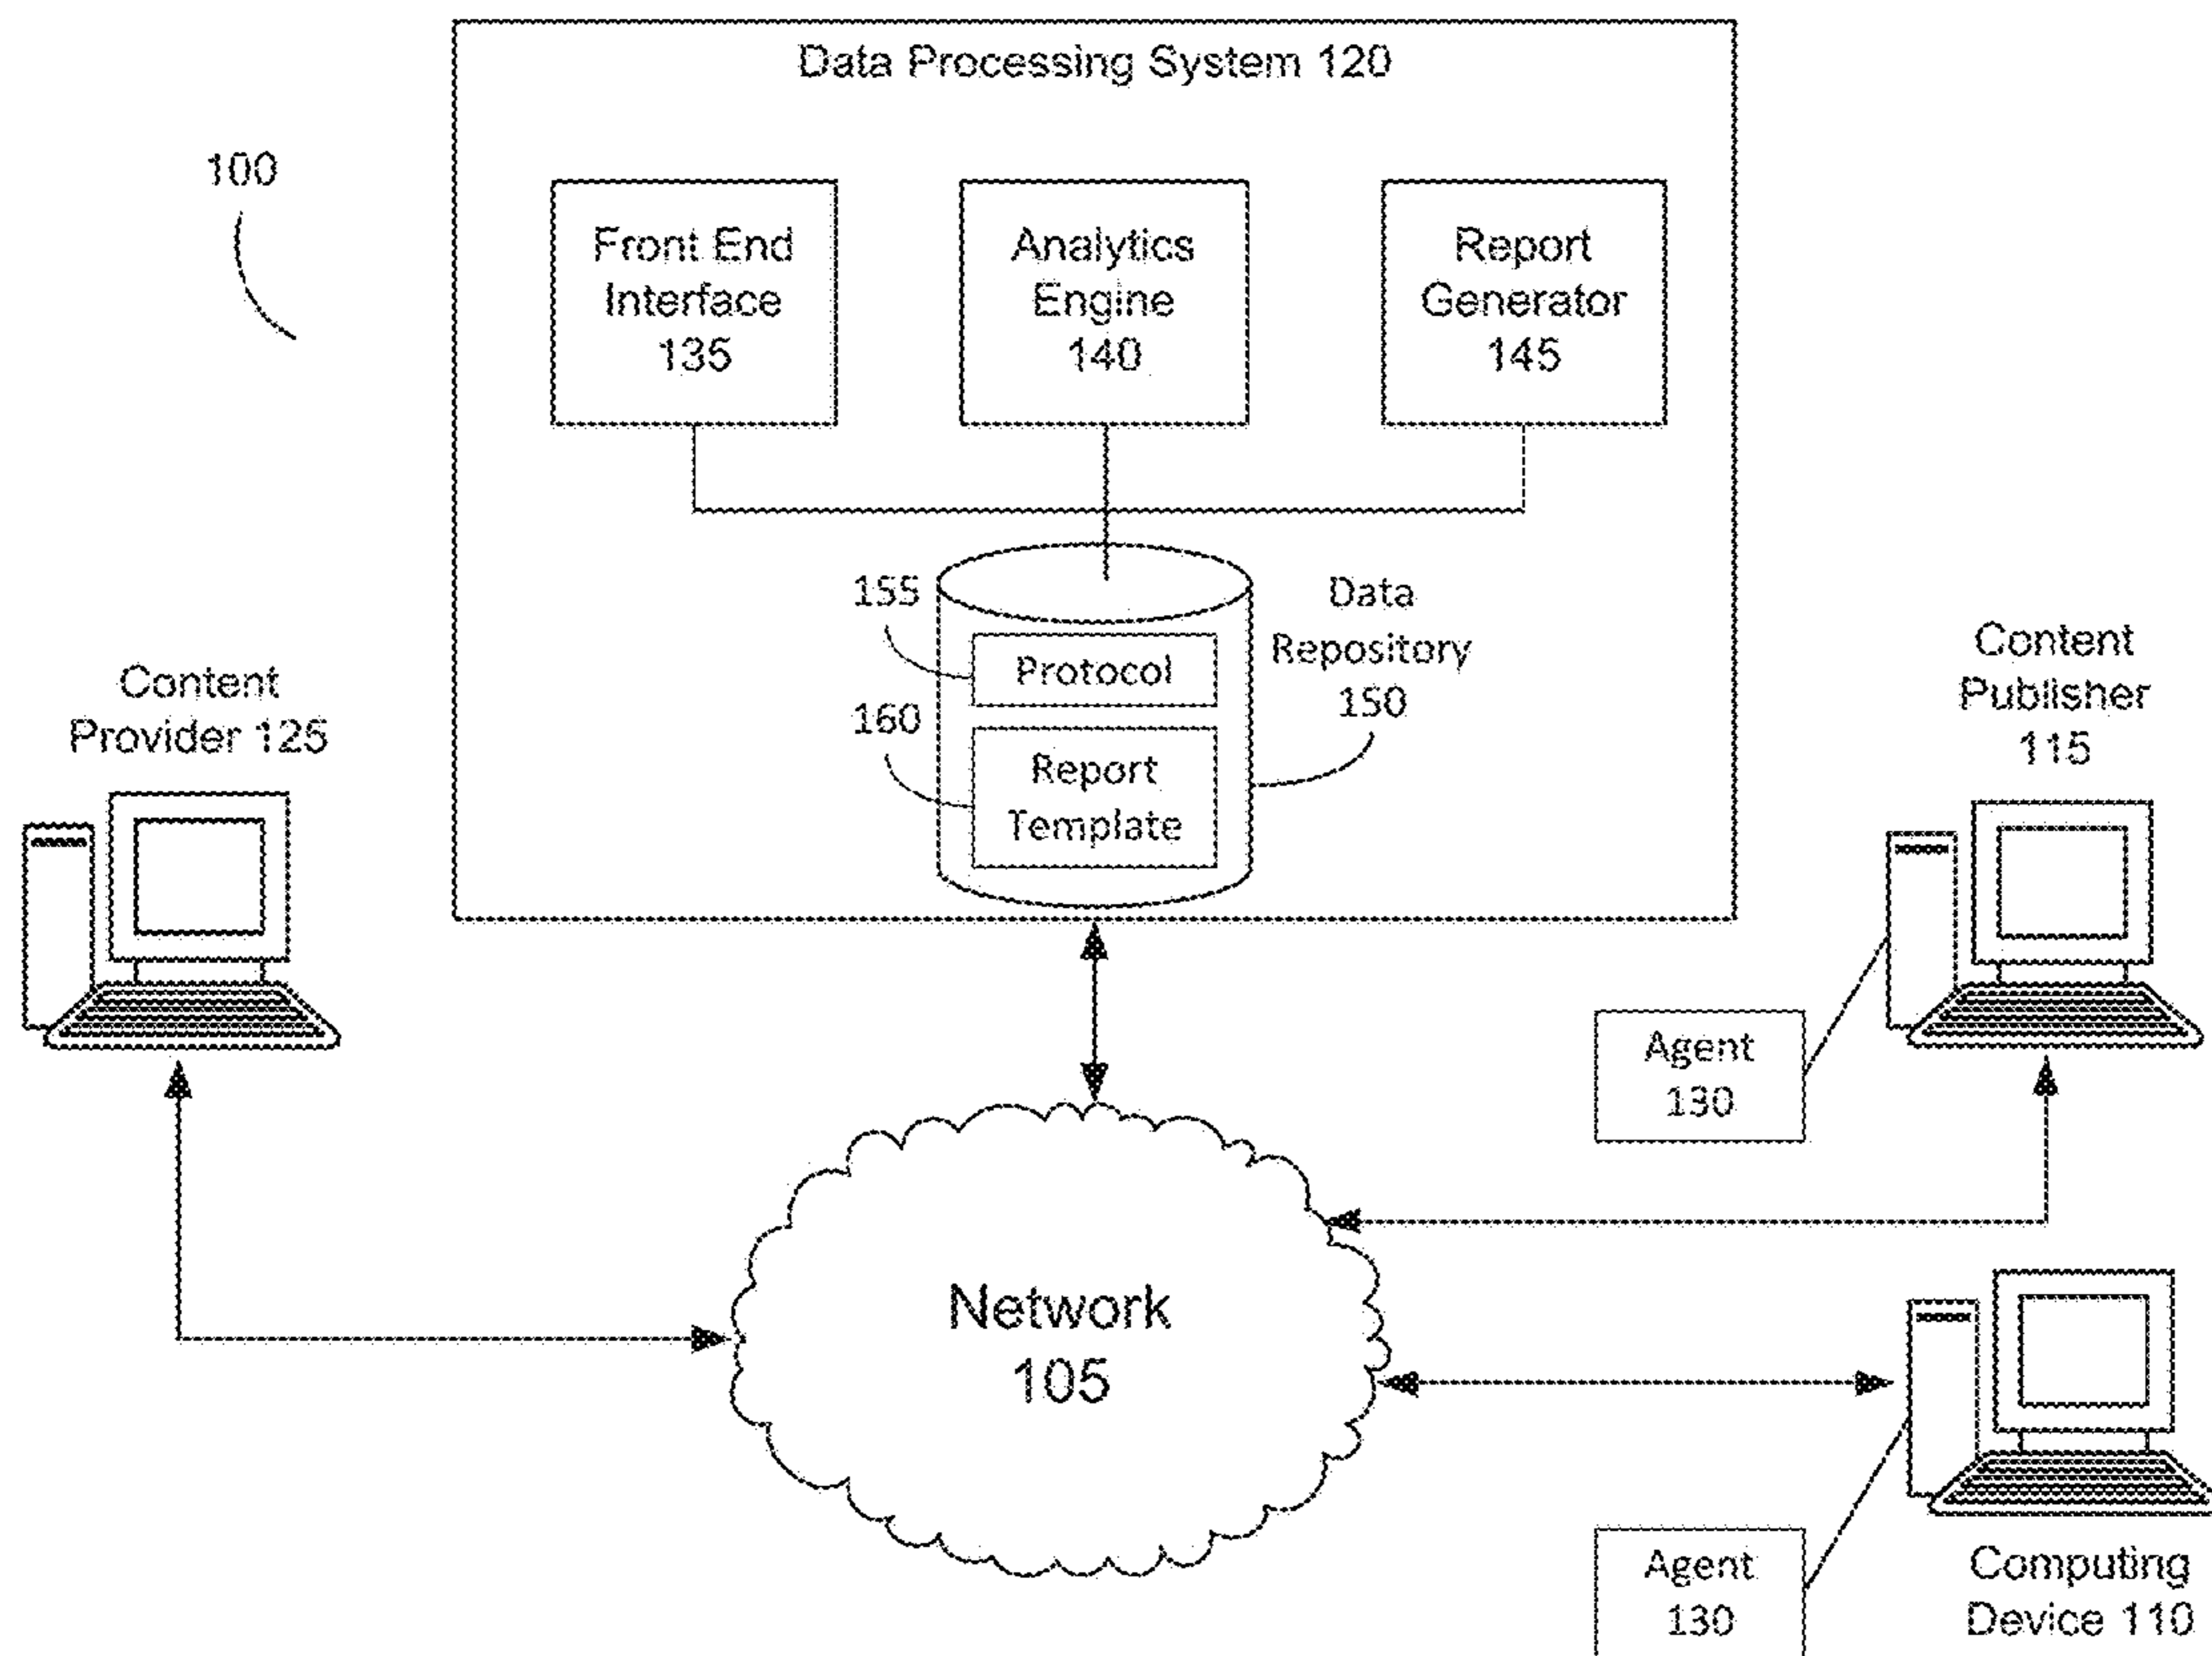 Data Processing System 120
100
Front End
Interface
135
Analytics
Engine
140
Report
Generator
145
155
Protocol
160
Report
Template
Data
Repository
150
Content
Provider 125
Content
Publisher
115
Agent
130
Network
105
Agent
130
Computing
Device 110